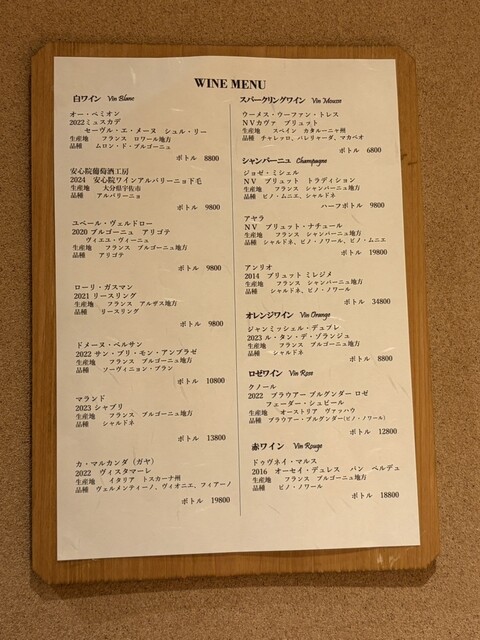 WINE MENU
白ワイン Vin Blanc
オー・ペミオン
2022ミュスカデ
セーヴル・エ・メーヌ シュル・リー
生産地 フランス ロワール地方
品種 ムロン・ド・ブルゴーニュ
ボトル 8800
安心院葡萄酒工房
2024 安心院ワインアルバリーニョ下毛
生産地 大分県宇佐市
品種 アルバリーニョ
ボトル 9800
ユベール・ヴェルドロー
2020 ブルゴーニュ アリゴテ
ヴィエユ・ヴィーニュ
生産地 フランス ブルゴーニュ地方
品種 アリゴテ
ボトル 9800
ローリ・ガスマン
2021 リースリング
生産地 フランス アルザス地方
品種 リースリング
ボトル 9800
ドメーヌ・ベルサン
2022 サン・ブリ・モン・アンブラゼ
生産地 フランス ブルゴーニュ地方
品種 ソーヴィニョン・ブラン
ボトル 10800
マランド
2023 シャブリ
生産地 フランス ブルゴーニュ地方
品種 シャルドネ
ボトル 13800
カ・マルカンダ（ガヤ）
2022 ヴィスタマーレ
生産地 イタリア トスカーナ州
品種 ヴェルメンティーノ、ヴィオニエ、フィアーノ
ボトル 19800
スパークリングワイン Vin Mousox
ウーメス・ウーファン・トレス
NVカヴァ ブリュット
生産地 スペイン カタルーニャ州
品種 チャレッロ、パレリャーダ、マカベオ
ボトル 6800
シャンパーニュ Champagne
ジョゼ・ミシェル
NV ブリュット トラディション
生産地 フランス シャンパーニュ地方
品種 ピノ・ムニエ、シャルドネ
ハーフボトル 9800
アヤラ
NV ブリュット・ナチュール
生産地 フランス シャンパーニュ地方
品種 シャルドネ、ピノ・ノワール、ピノ・ムニエ
ボトル 19800
アンリオ
2014 ブリュット ミレジメ
生産地 フランス シャンパーニュ地方
品種 シャルドネ、ピノ・ノワール
ボトル 34800
オレンジワイン Vin Orange
ジャンミッシェル・デュプレ
2023 ル・タン・デ・ゾランジュ
生産地 フランス ブルゴーニュ地方
品種 シャルドネ
ボトル 8800
ロゼワイン Vin Rose
クノール
2022 ブラウアー ブルグンダー ロゼ
フェーダー・シュピール
生産地 オーストリア ヴァッハウ
品種 ブラウアー・ブルグンダー(ピノ・ノワール)
ボトル 12800
赤ワイン Vin Rouge
ドゥヴネイ・マルス
2016 オーセイ・デュレス バン ペルデュ
生産地 フランス ブルゴーニュ地方
品種 ピノ・ノワール
ボトル 18800